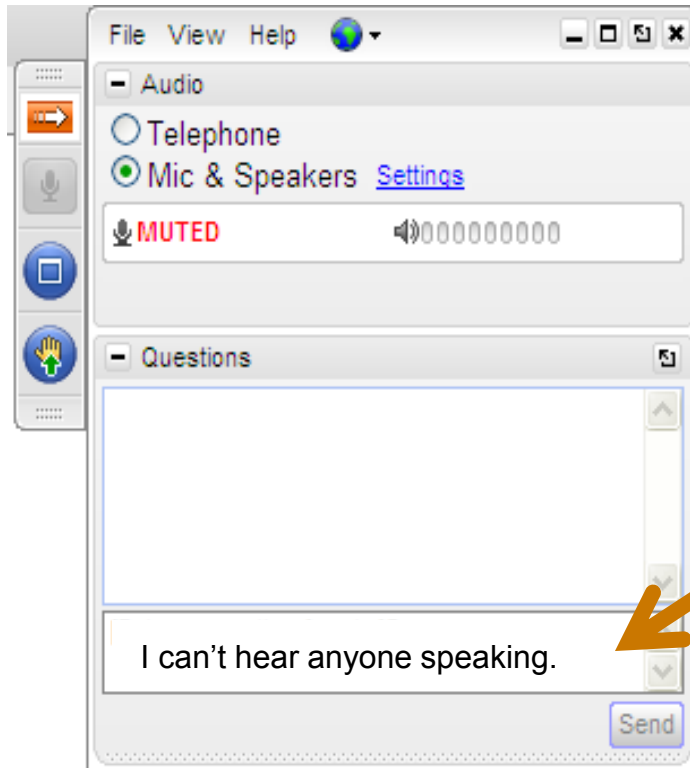 File View Help
Audio
Telephone
Mic & Speakers Settings
MUTED 000000000
Questions
I can’t hear anyone speaking.
Send